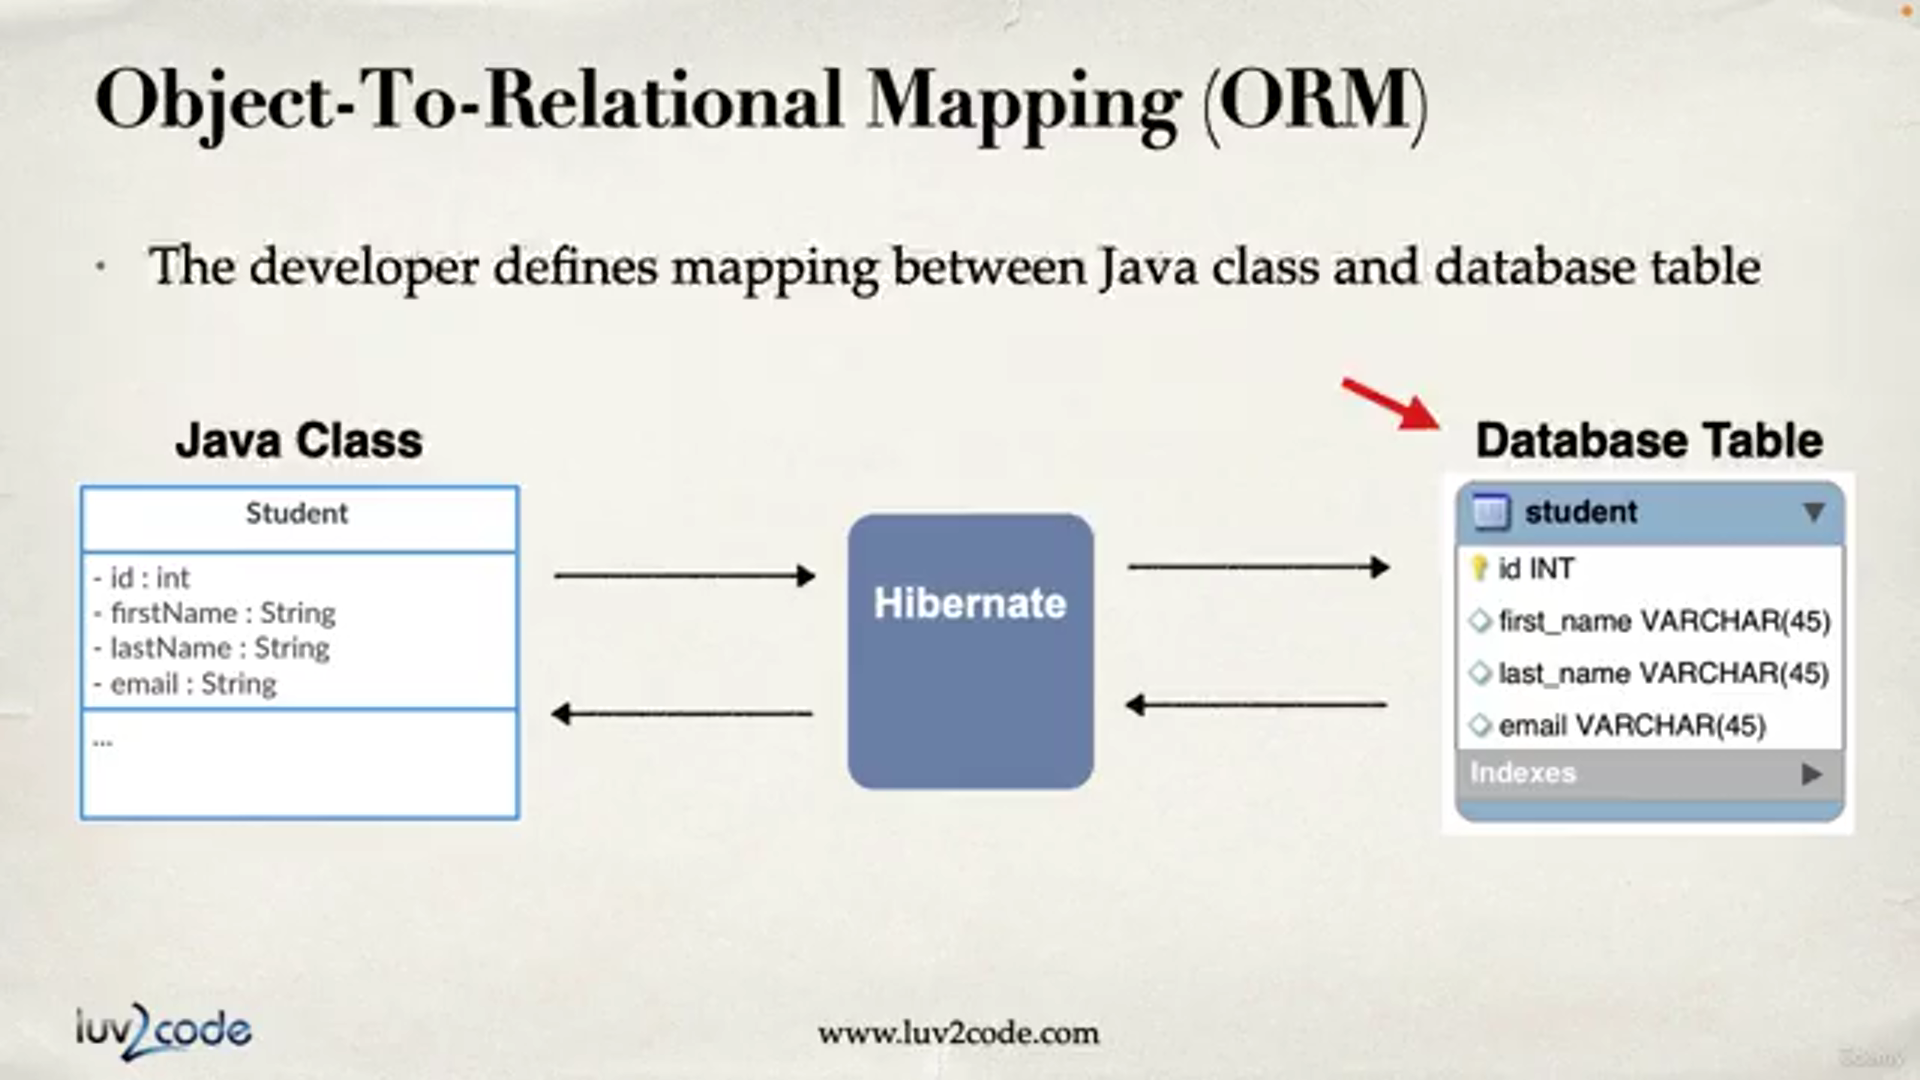 Object-To-Relational Mapping (ORM)
• The developer defines mapping between Java class and database table
Java Class
Student
- id : int
- firstName : String
- lastName : String
- email : String
...
Hibernate
Database Table
student
id INT
first_name VARCHAR(45)
last_name VARCHAR(45)
email VARCHAR(45)
Indexes
luv2code
www.luv2code.com
Udemy